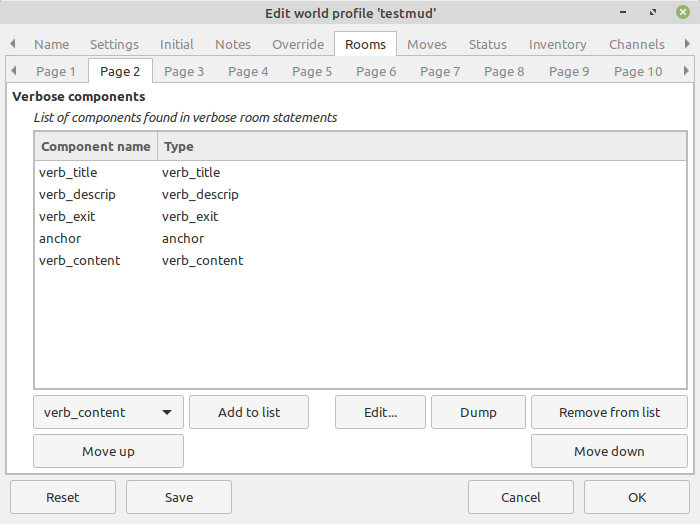 Edit world profile 'testmud'
Name Settings Initial Notes Override Rooms Moves Status Inventory Channels
Page 1 Page 2 Page 3 Page 4 Page 5 Page 6 Page 7 Page 8 Page 9 Page 10
Verbose components
List of components found in verbose room statements
Component name Type
verb_title verb_title
verb_descrip verb_descrip
verb_exit verb_exit
anchor anchor
verb_content verb_content
verb_content Add to list Edit... Dump Remove from list
Move up Move down
Reset Save Cancel OK